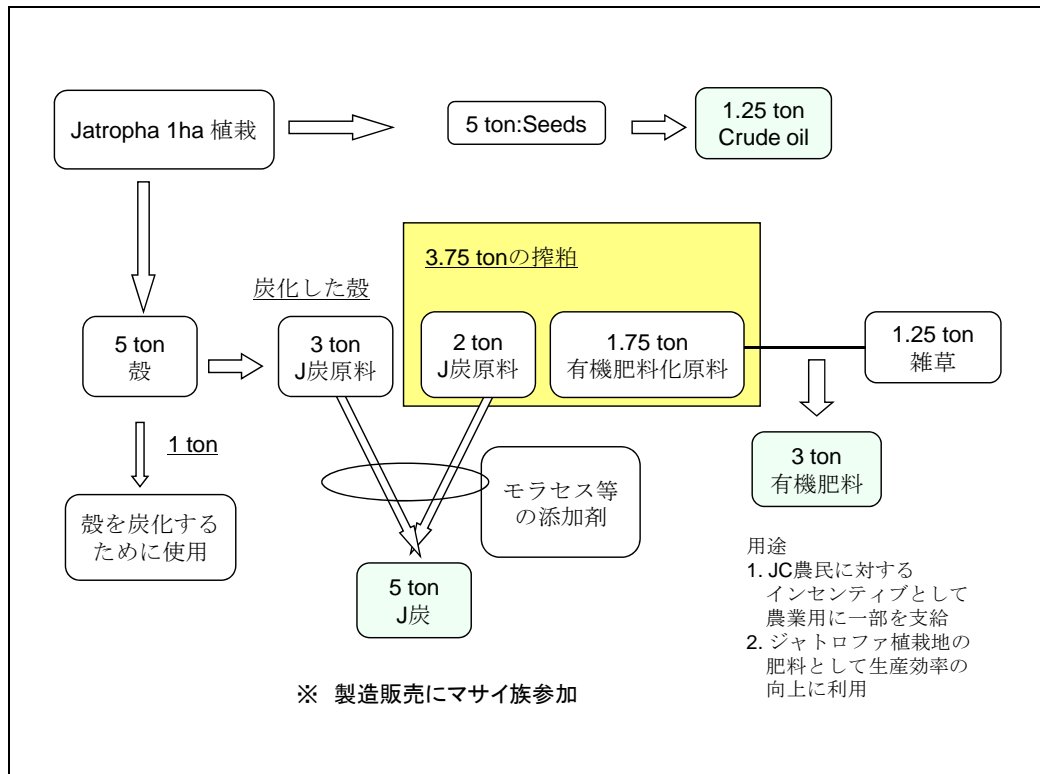 Jatropha 1ha 植栽
5 ton:Seeds
1.25 ton
Crude oil
3.75 tonの搾粕
炭化した殻
5 ton
殻
3 ton
J炭原料
2 ton
J炭原料
1.75 ton
有機肥料化原料
1.25 ton
雑草
1 ton
3 ton
有機肥料
殻を炭化する
ために使用
モラセス等
の添加剤
5 ton
J炭
用途
1. JC農民に対する
インセンティブとして
農業用に一部を支給
2. ジャトロファ植栽地の
肥料として生産効率の
向上に利用
※ 製造販売にマサイ族参加